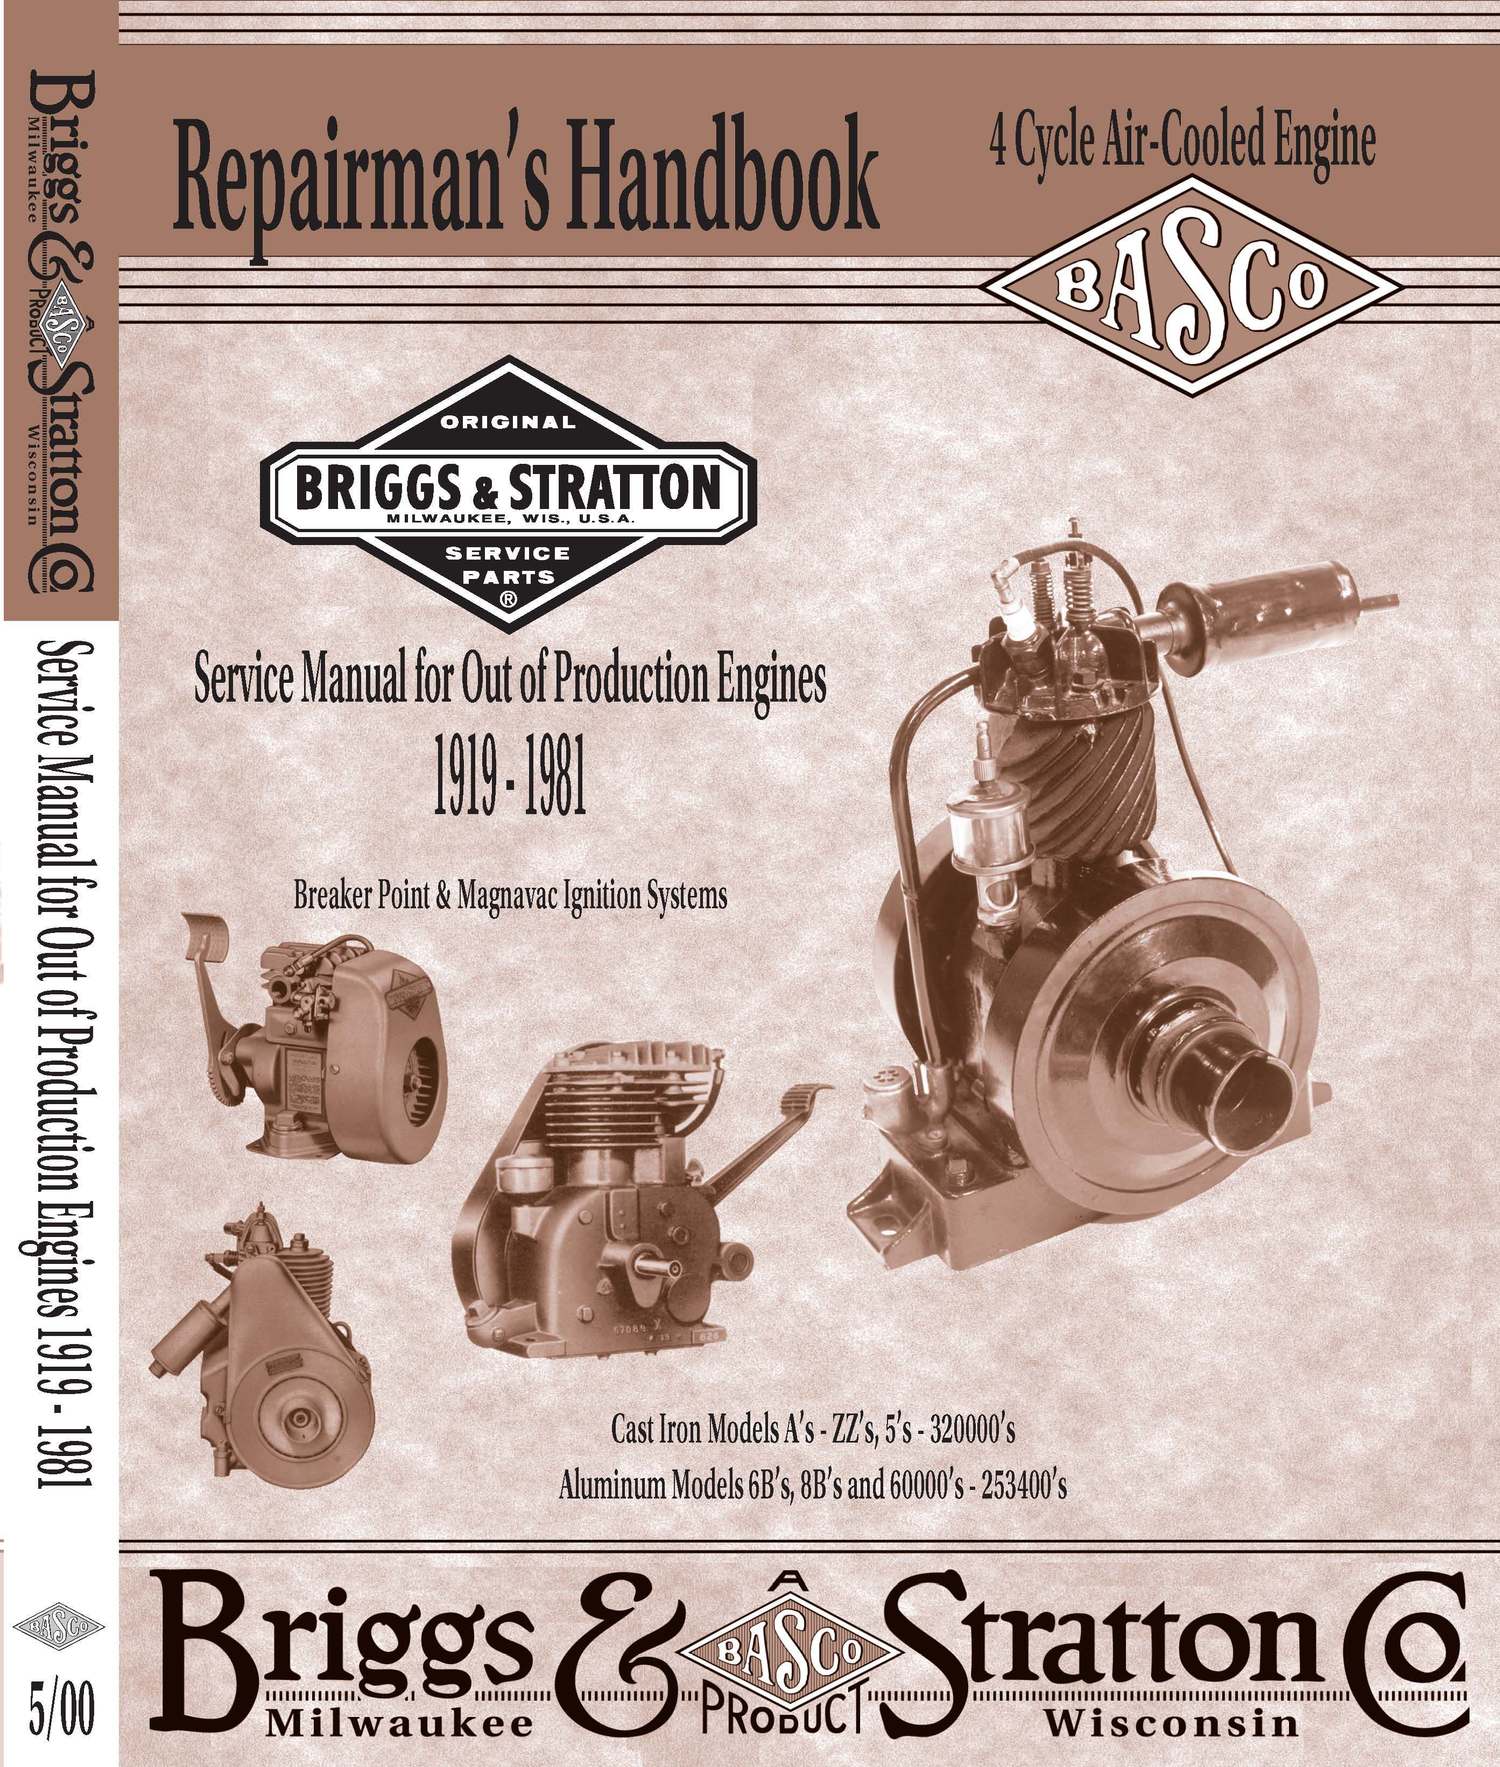 Repairman's Handbook
4 Cycle Air-Cooled Engine
BASCO
ORIGINAL
BRIGGS & STRATTON
MILWAUKEE, WIS., U.S.A.
SERVICE
PARTS
®
Service Manual for Out of Production Engines
1919 - 1981
Breaker Point & Magnavac Ignition Systems
Cast Iron Models A's - ZZ's, 5's - 320000's
Aluminum Models 6B's, 8B's and 60000's - 253400's
Briggs & Stratton Co.
A
BASCO
PRODUCT
Milwaukee
Wisconsin
Briggs & Stratton Co.
Milwaukee
A
BASCO
PRODUCT
Wisconsin
Service Manual for Out of Production Engines 1919 - 1981
BASCO
5/00